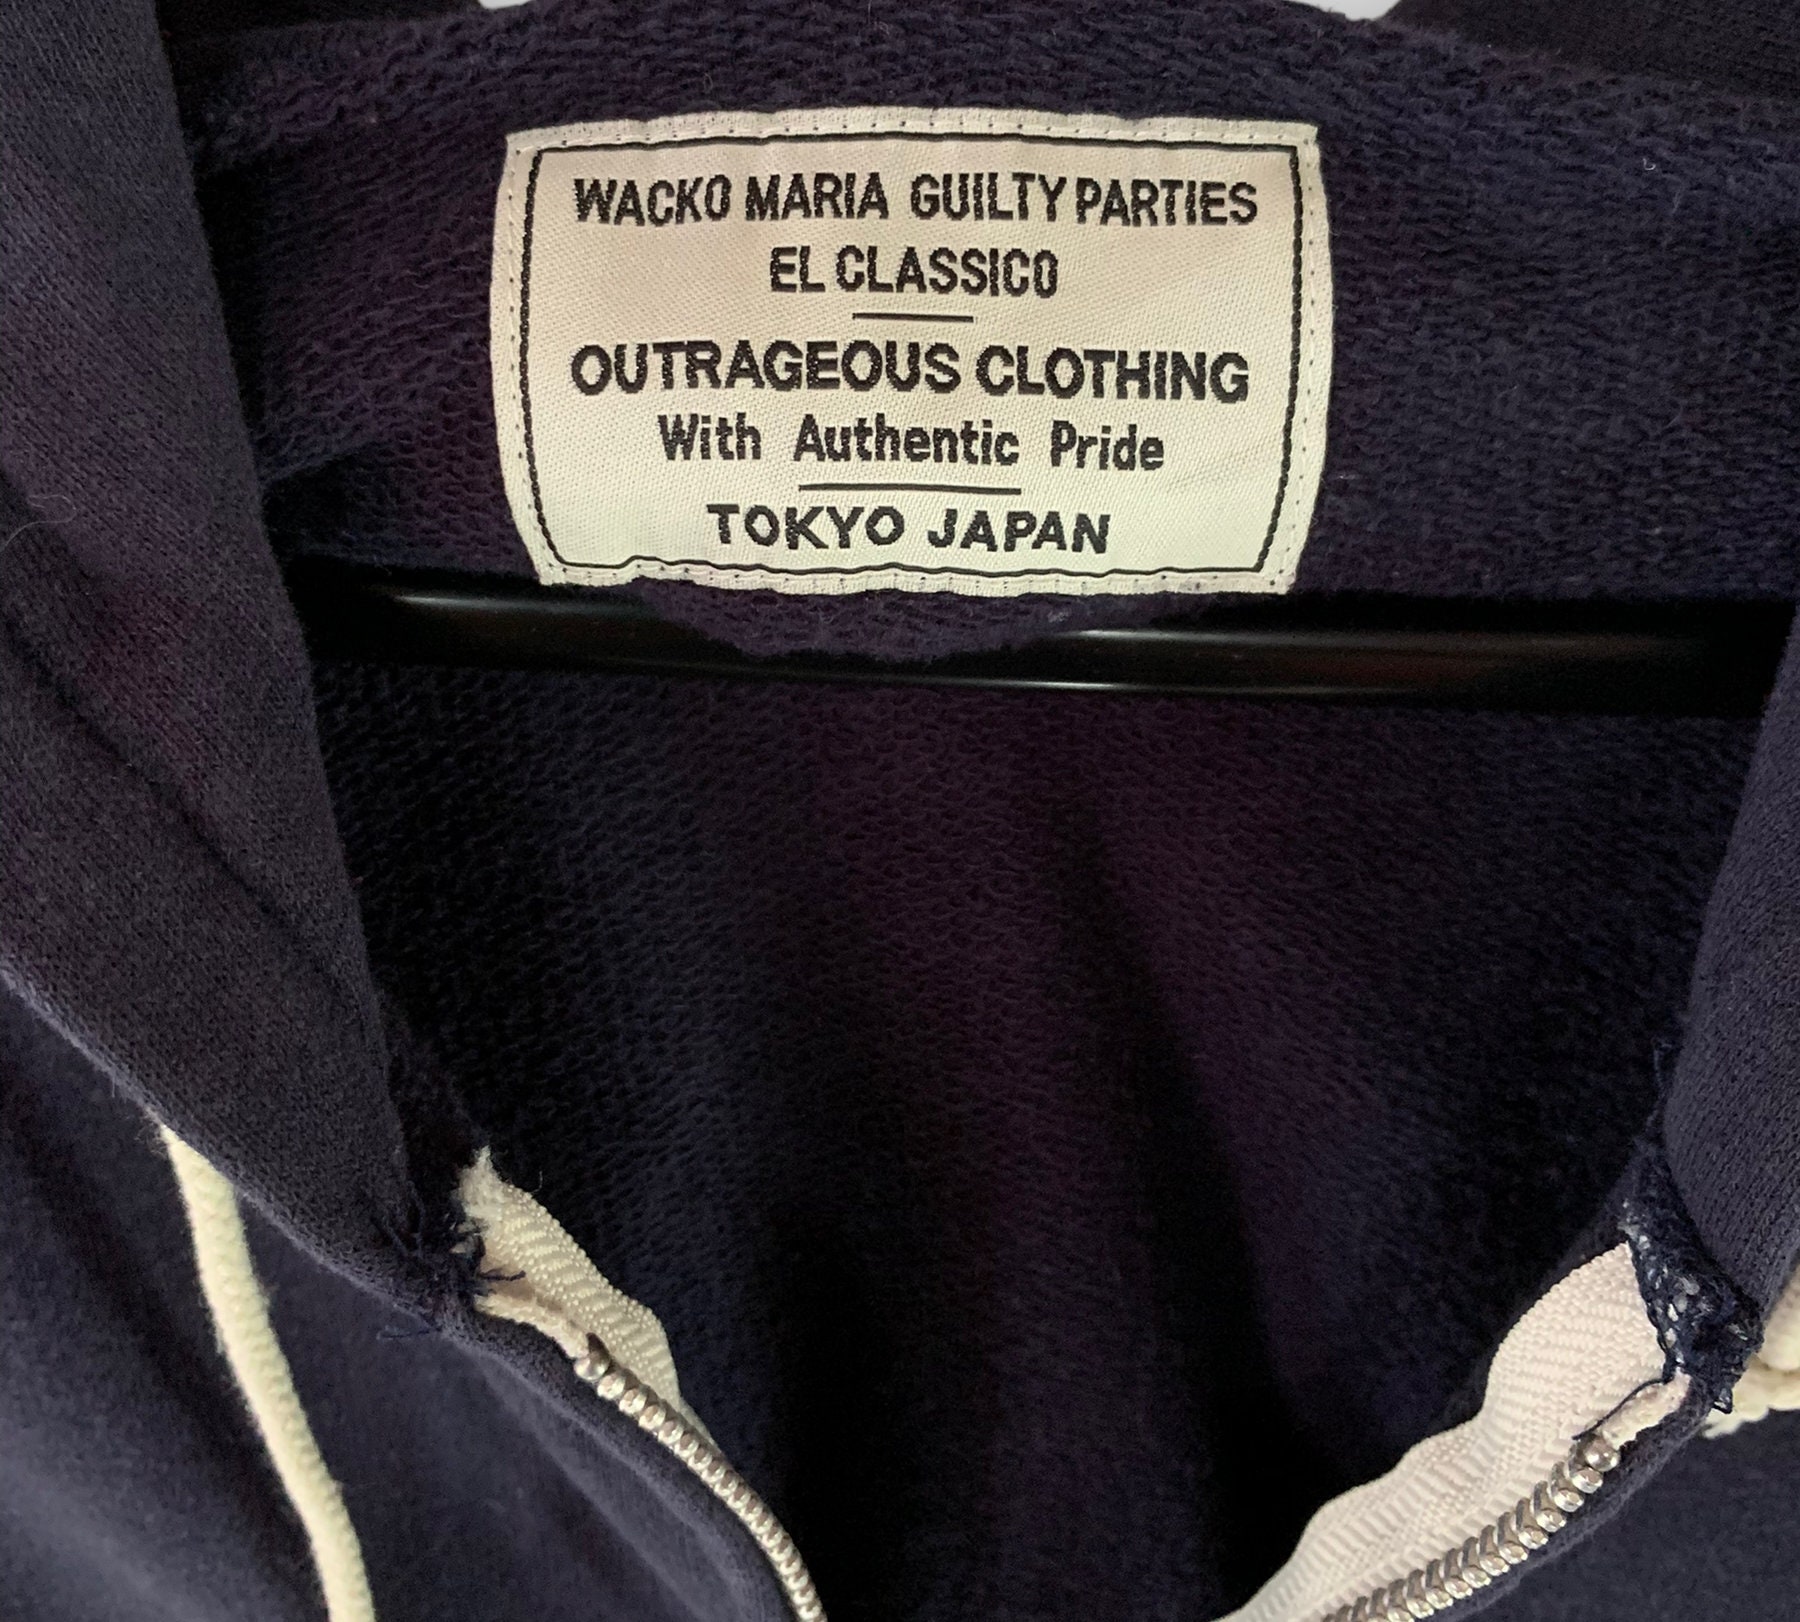 WACKO MARIA GUILTY PARTIES
EL CLASSICO
OUTRAGEOUS CLOTHING
With Authentic Pride
TOKYO JAPAN